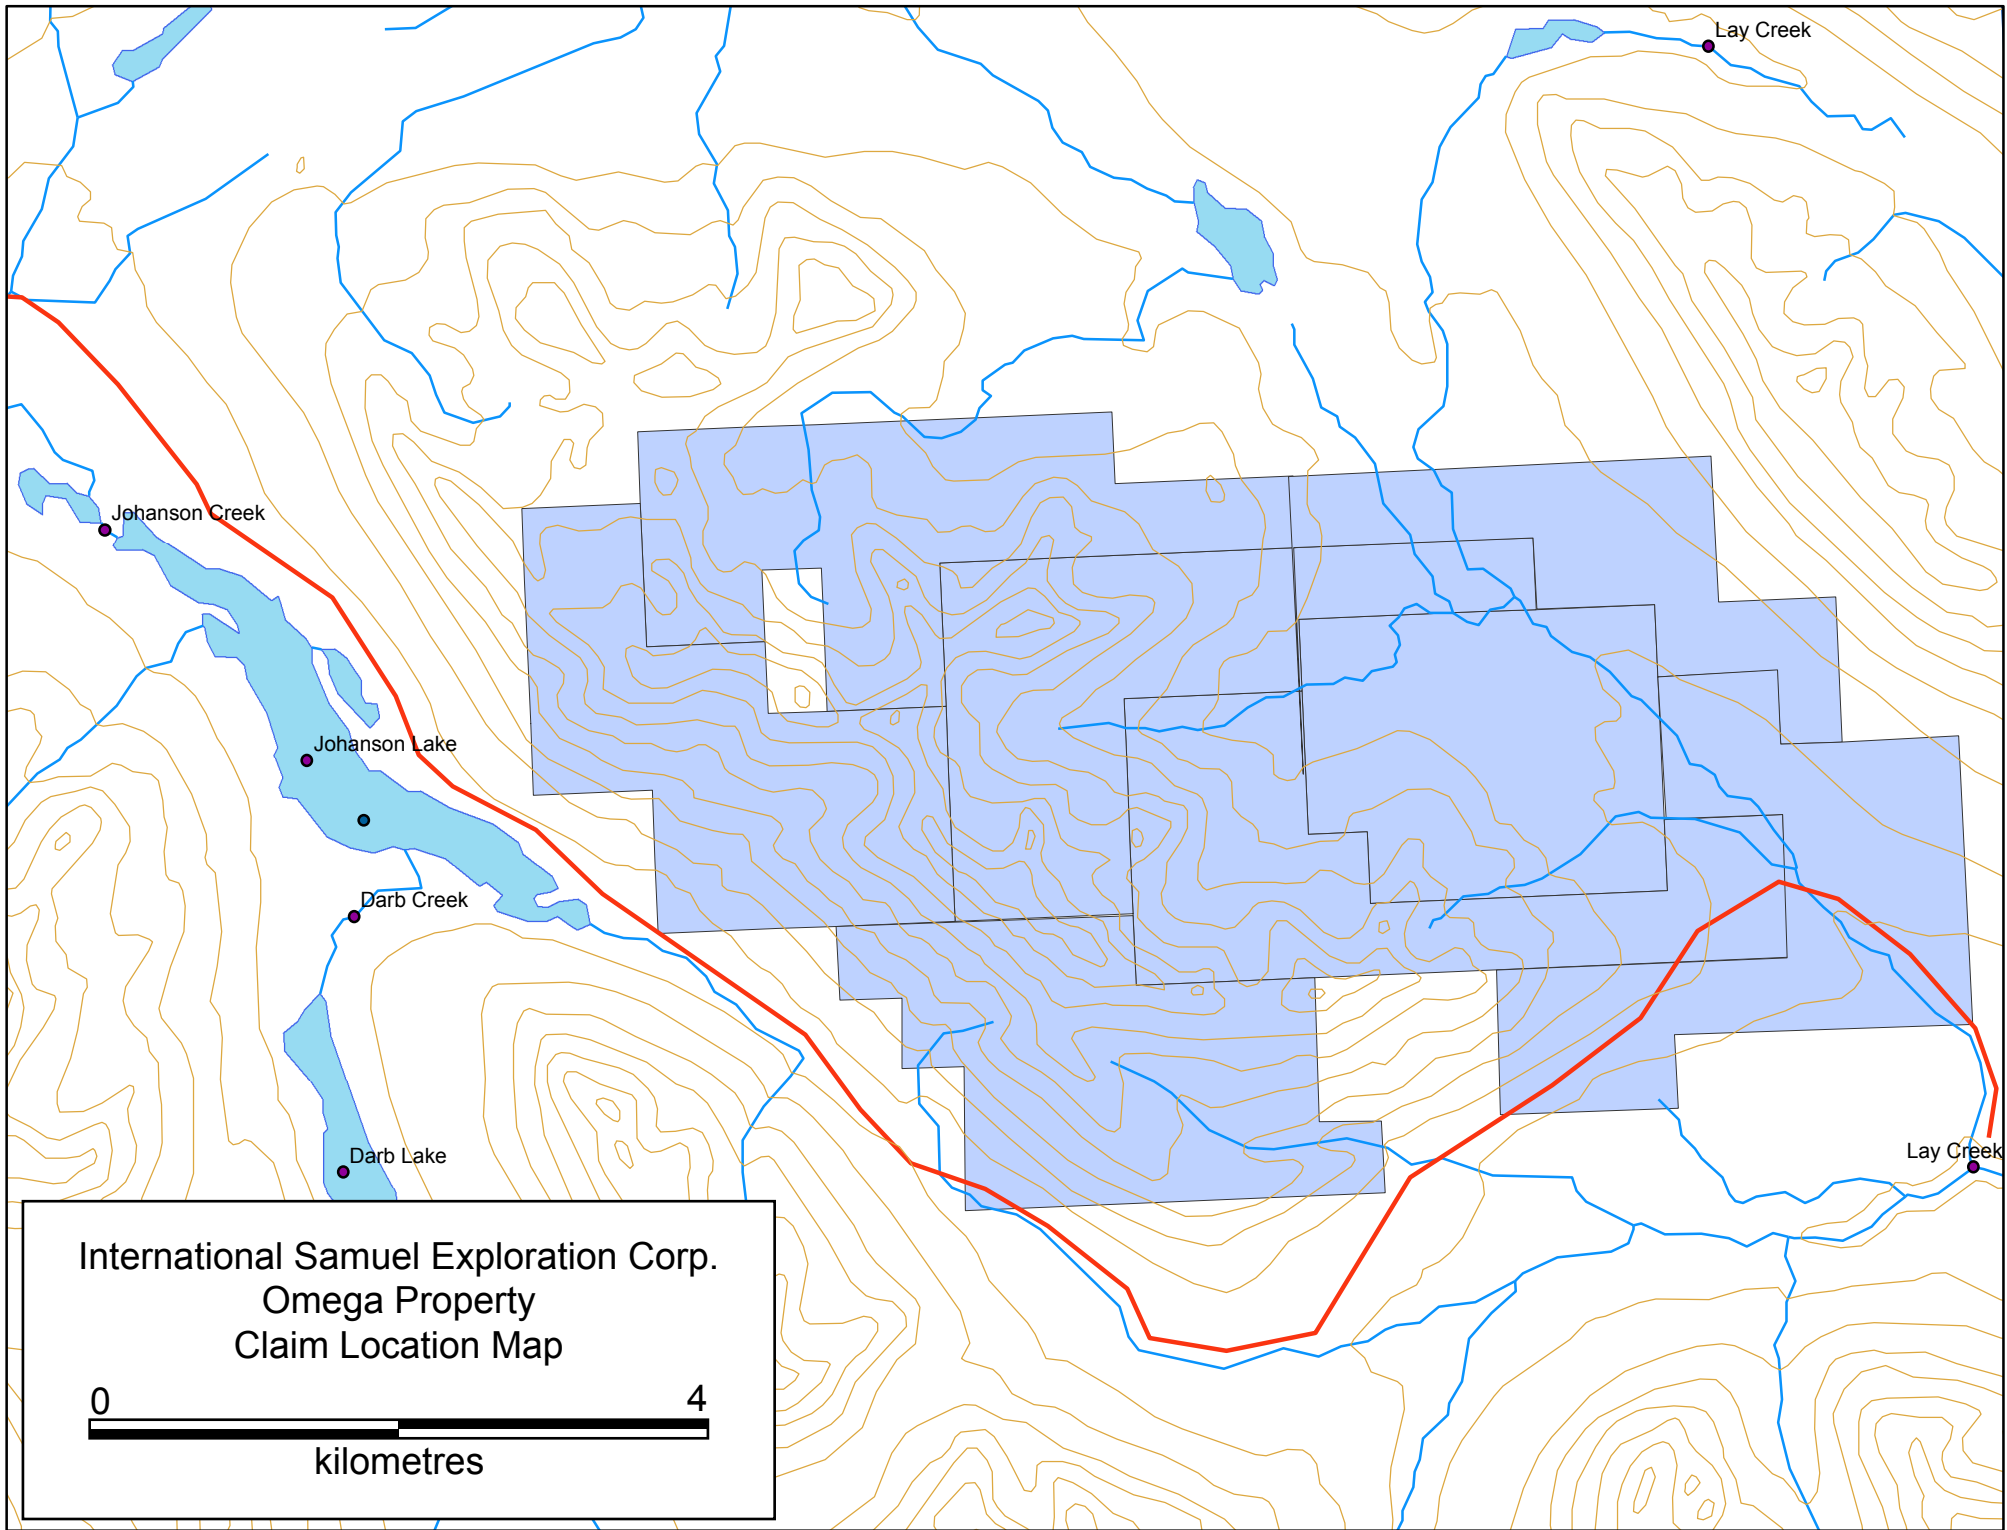 Lay Creek
Johanson Creek
Johanson Lake
Darb Creek
Darb Lake
Lay Creek
International Samuel Exploration Corp.
Omega Property
Claim Location Map
0 4
kilometres